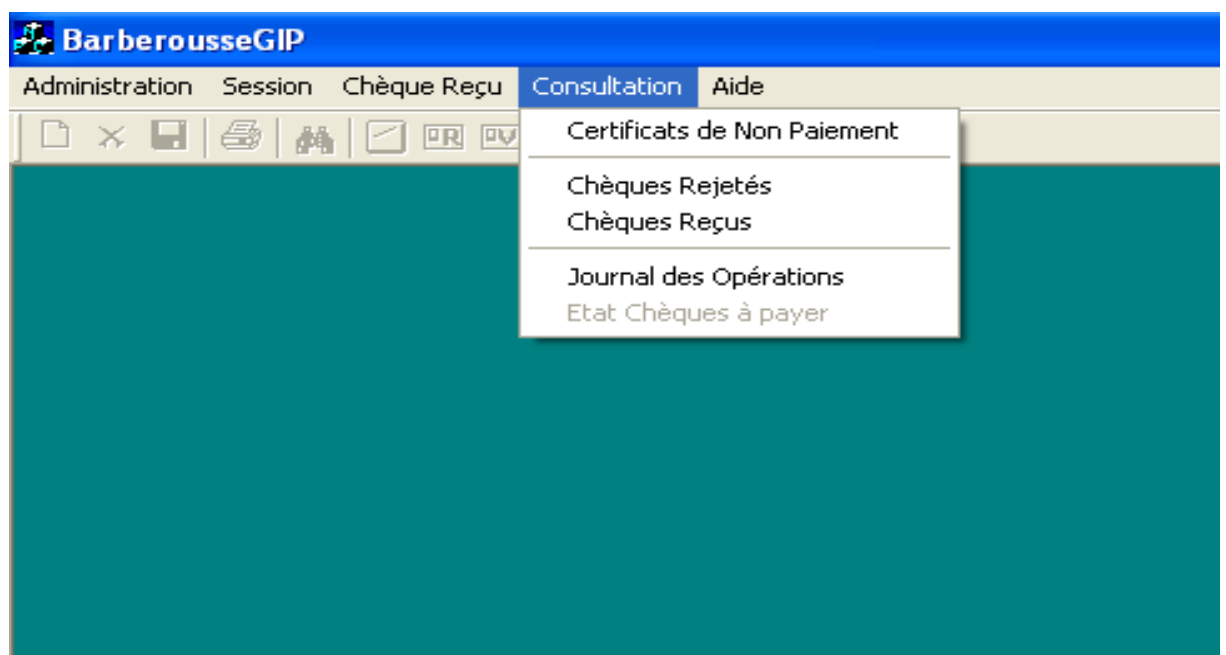 BarberousseGIP
Administration Session Chèque Reçu Consultation Aide
Certificats de Non Paiement
Chèques Rejetés
Chèques Reçus
Journal des Opérations
Etat Chèques à payer